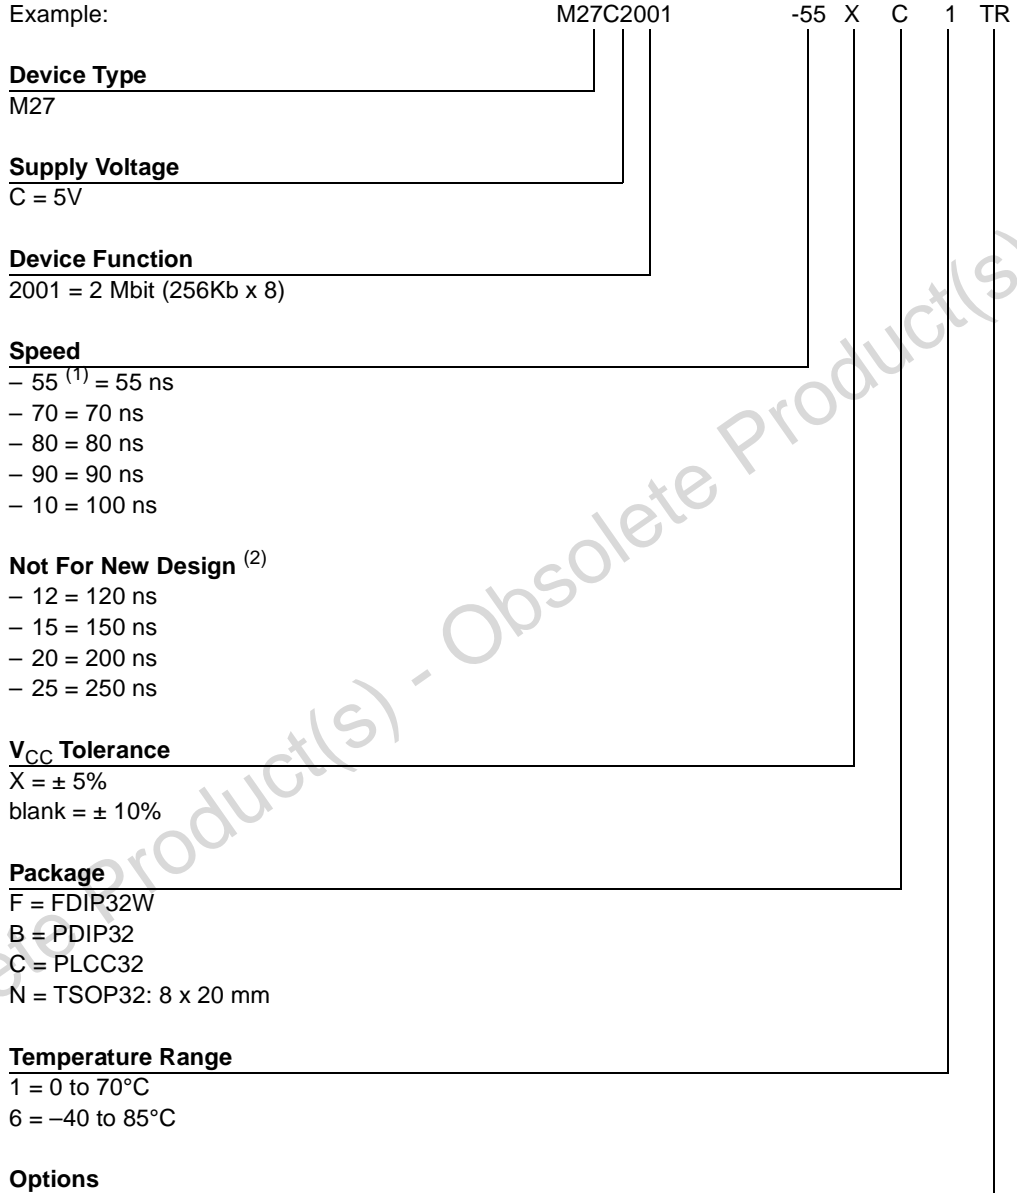 Example: M27C2001 -55 X C 1 TR
Device Type
M27
Supply Voltage
C = 5V
Device Function
2001 = 2 Mbit (256Kb x 8)
Speed
– 55 (1) = 55 ns
– 70 = 70 ns
– 80 = 80 ns
– 90 = 90 ns
– 10 = 100 ns
Not For New Design (2)
– 12 = 120 ns
– 15 = 150 ns
– 20 = 200 ns
– 25 = 250 ns
VCC Tolerance
X = ± 5%
blank = ± 10%
Package
F = FDIP32W
B = PDIP32
C = PLCC32
N = TSOP32: 8 x 20 mm
Temperature Range
1 = 0 to 70°C
6 = –40 to 85°C
Options
ete Product(s) - Obsolete Product(s